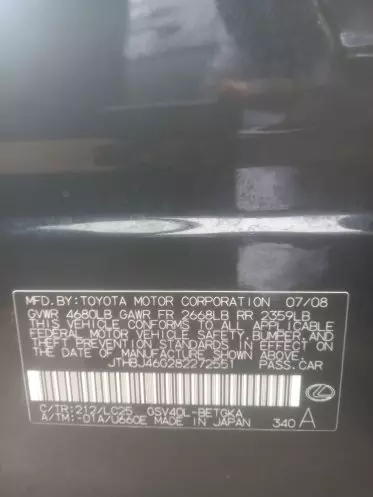 MFD.BY:TOYOTA MOTOR CORPORATION 07/08
GVWR 4680LB GAWR FR 2668LB RR 2359LB
THIS VEHICLE CONFORMS TO ALL APPLICABLE
FEDERAL MOTOR VEHICLE SAFETY, BUMPER, AND
THEFT PREVENTION STANDARDS IN EFFECT ON
THE DATE OF MANUFACTURE SHOWN ABOVE.
JTHBJ46G282272551 PASS.CAR
C/TR:212/LC25 GSV40L-BETGKA
A/TM:-01A/U660E MADE IN JAPAN 340 A